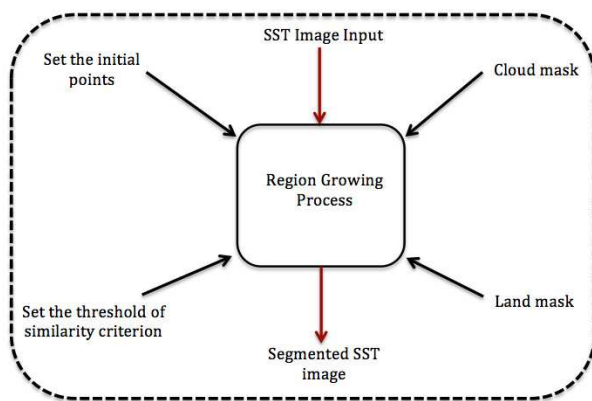 SST Image Input
Set the initial
points
Cloud mask
Region Growing
Process
Set the threshold of
similarity criterion
Land mask
Segmented SST
image